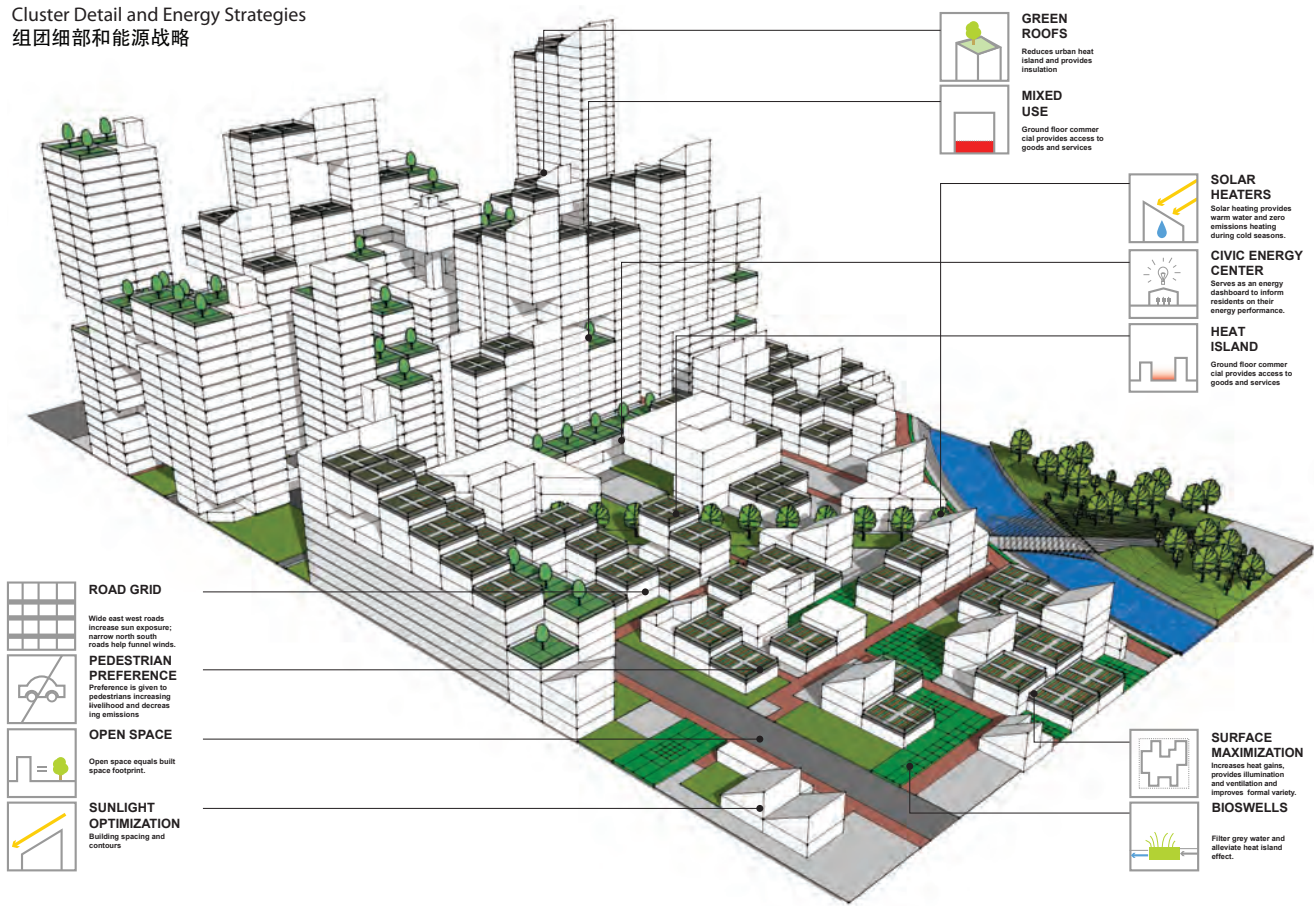 Cluster Detail and Energy Strategies
组团细部和能源战略
GREEN
ROOFS
Reduces urban heat
island and provides
insulation
MIXED
USE
Ground floor commer
cial provides access to
goods and services
SOLAR
HEATERS
Solar heating provides
warm water and zero
emissions heating
during cold seasons.
CIVIC ENERGY
CENTER
Serves as an energy
dashboard to inform
residents on their
energy performance.
HEAT
ISLAND
Ground floor commer
cial provides access to
goods and services
ROAD GRID
Wide east west roads
increase sun exposure;
narrow north south
roads help funnel winds.
PEDESTRIAN
PREFERENCE
Preference is given to
pedestrians increasing
livelihood and decreas
ing emissions
OPEN SPACE
Open space equals built
space footprint.
SUNLIGHT
OPTIMIZATION
Building spacing and
contours
SURFACE
MAXIMIZATION
Increases heat gains,
provides illumination
and ventilation and
improves formal variety.
BIOSWELLS
Filter grey water and
alleviate heat island
effect.